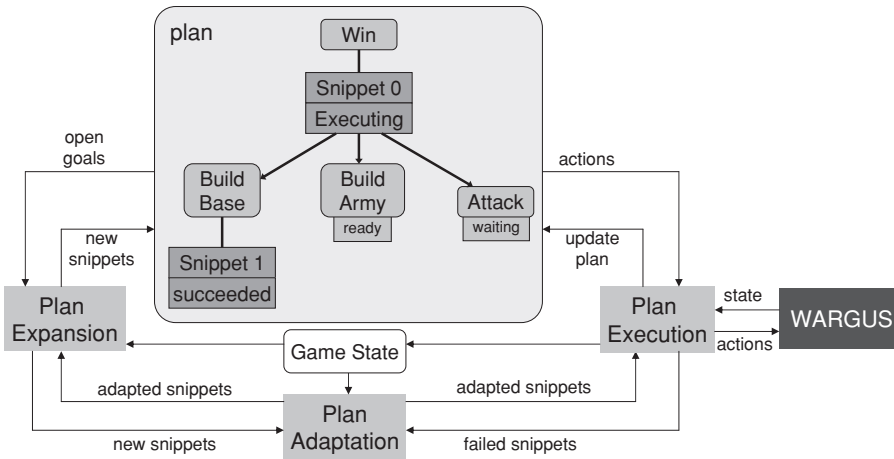 plan
Win
Snippet 0
Executing
open
goals
actions
Build
Base
Build
Army
ready
Attack
waiting
new
snippets
update
plan
Snippet 1
succeeded
Plan
Expansion
Plan
Execution
state
actions
WARGUS
Game State
adapted snippets
adapted snippets
Plan
Adaptation
new snippets
failed snippets